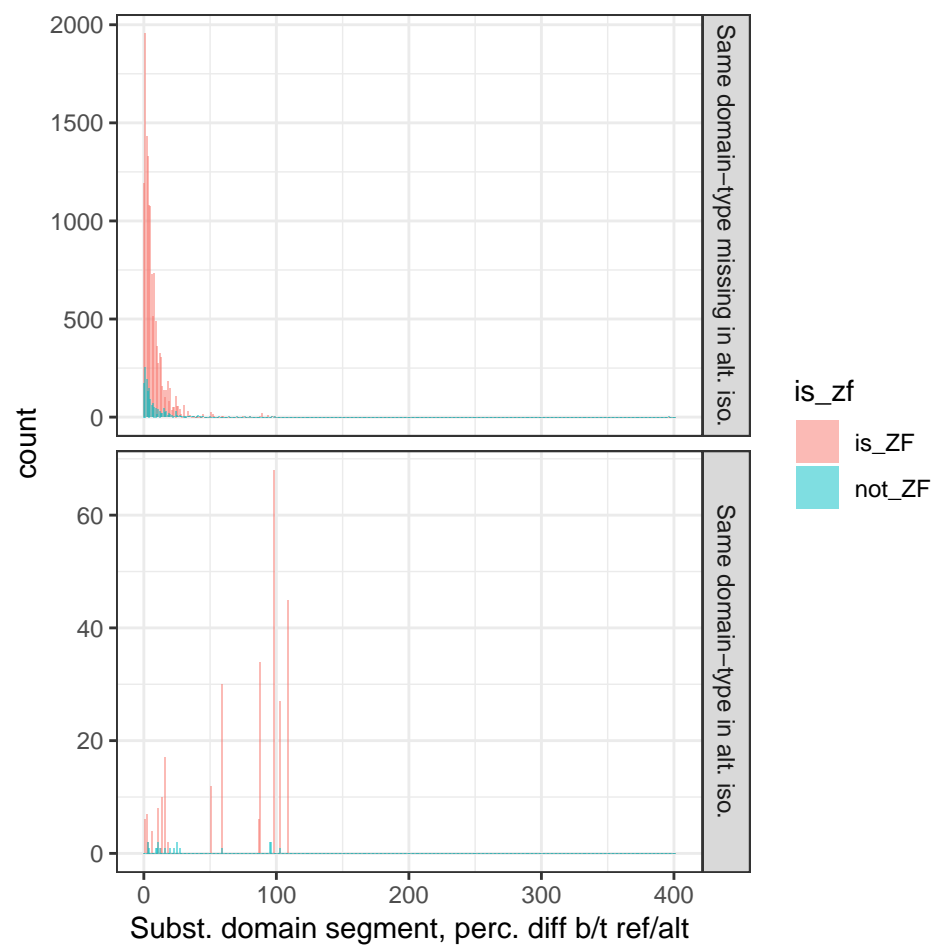 2000
1500
1000
500
0
Same domain−type missing in alt. iso.
60
40
20
0
Same domain−type in alt. iso.
0 100 200 300 400
Subst. domain segment, perc. diff b/t ref/alt
count
is_zf
is_ZF
not_ZF